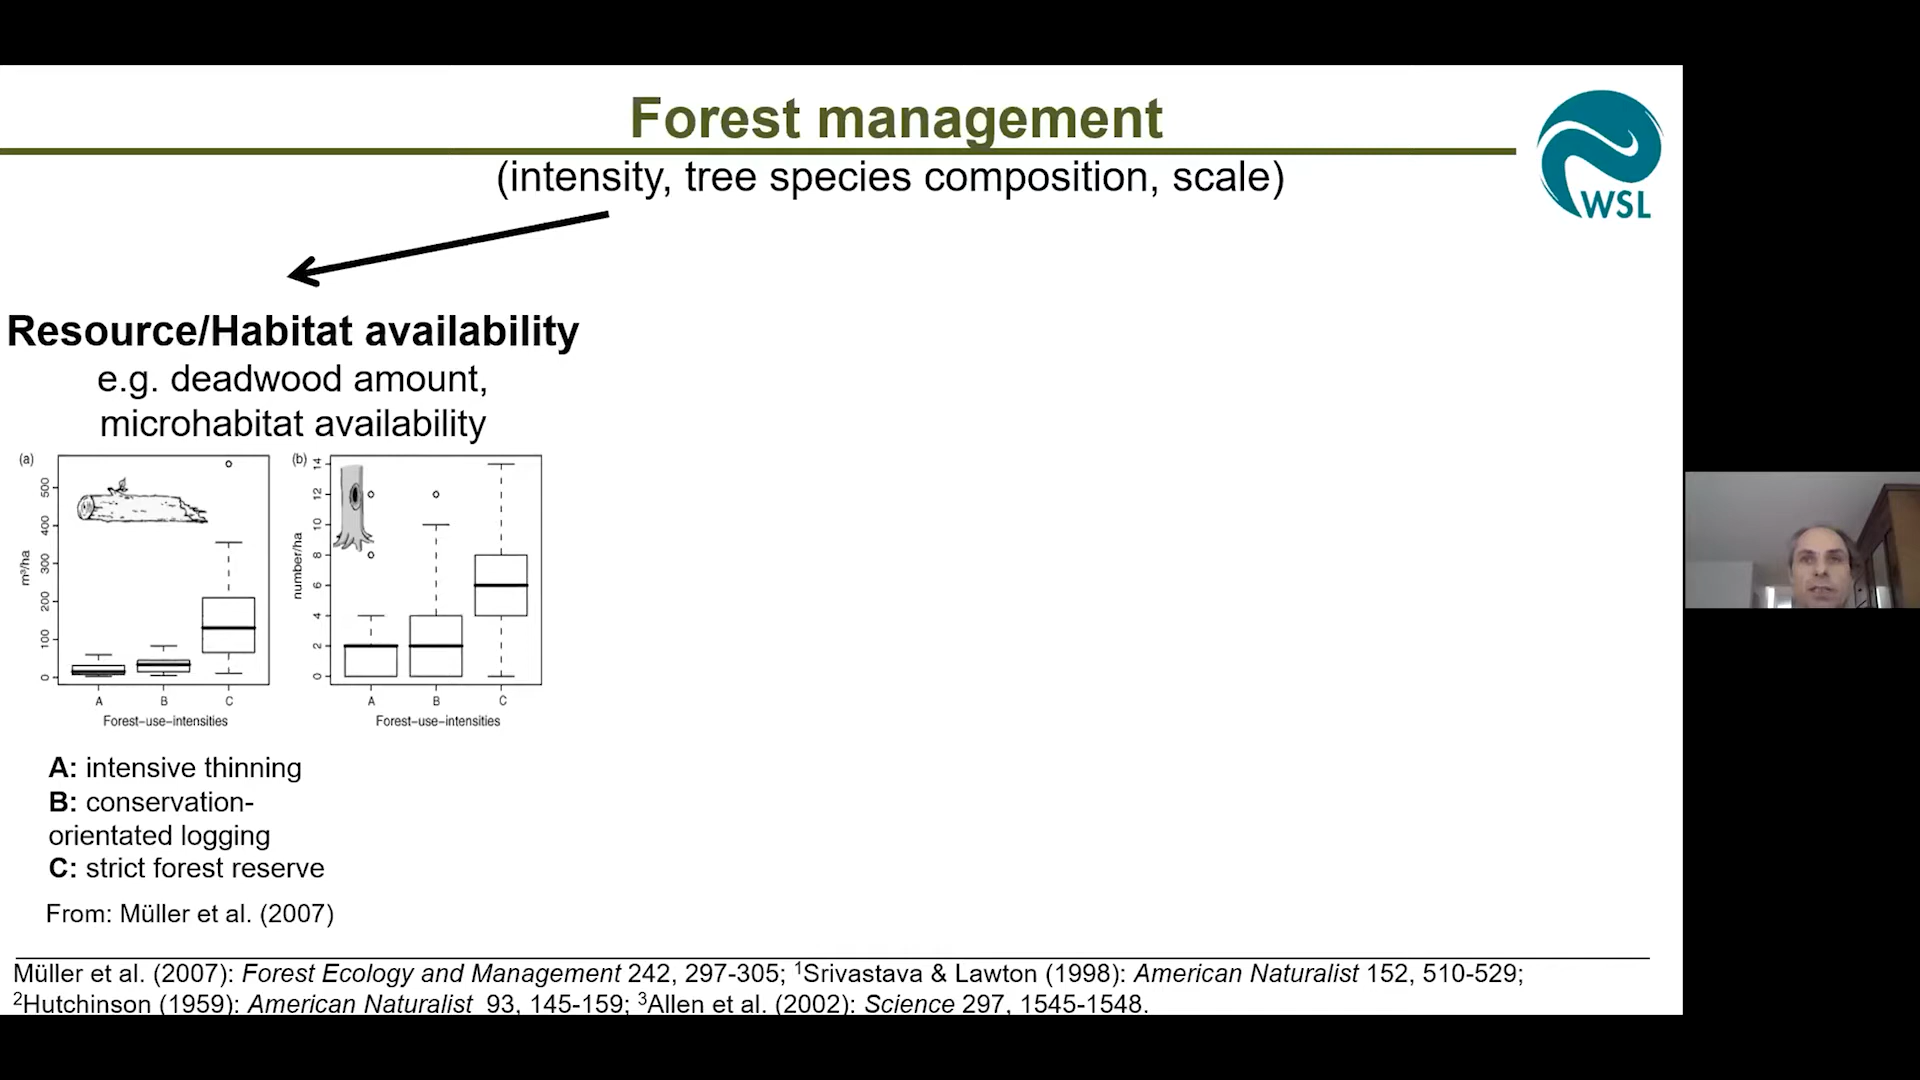 Forest management
(intensity, tree species composition, scale)
WSL
Resource/Habitat availability
e.g. deadwood amount,
microhabitat availability
(a)
m³/ha
0 100 200 300 400 500
A B C
Forest-use-intensities
(b)
number/ha
0 2 4 6 8 10 12 14
A B C
Forest-use-intensities
A: intensive thinning
B: conservation-
orientated logging
C: strict forest reserve
From: Müller et al. (2007)
Müller et al. (2007): Forest Ecology and Management 242, 297-305; ¹Srivastava & Lawton (1998): American Naturalist 152, 510-529;
²Hutchinson (1959): American Naturalist 93, 145-159; ³Allen et al. (2002): Science 297, 1545-1548.